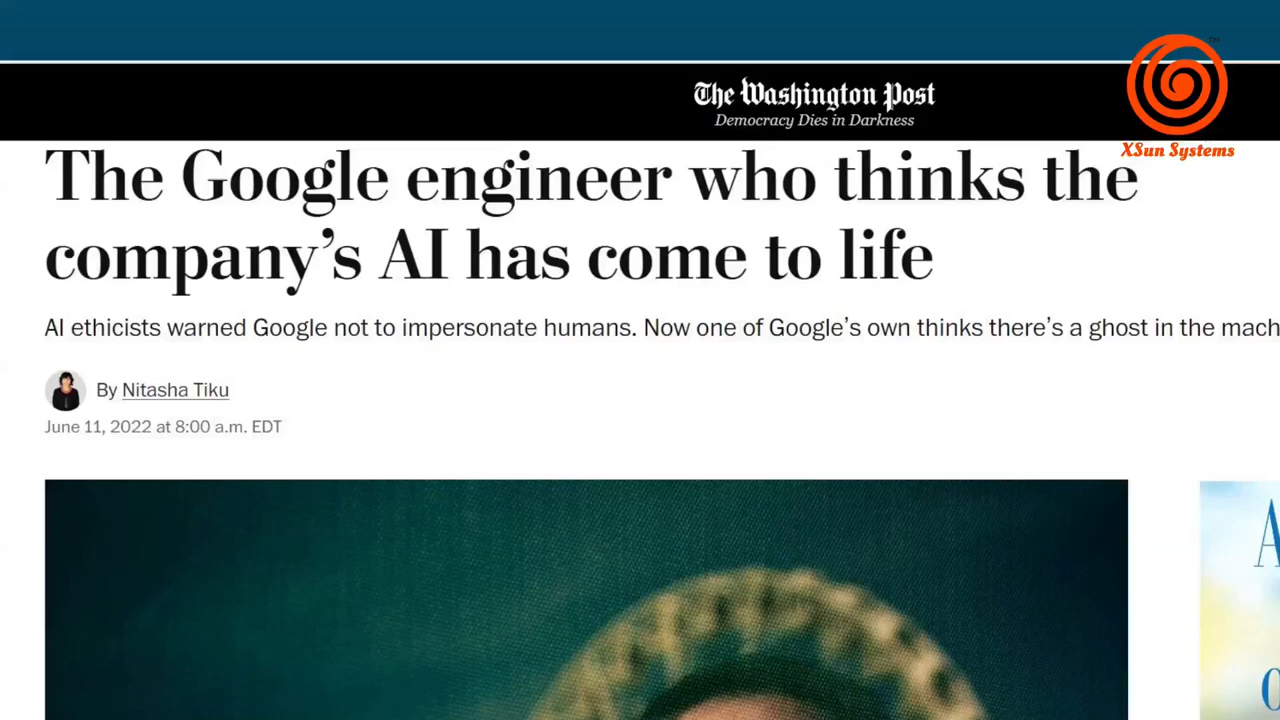 The Washington Post
Democracy Dies in Darkness
TM
XSun Systems
The Google engineer who thinks the
company’s AI has come to life
AI ethicists warned Google not to impersonate humans. Now one of Google’s own thinks there’s a ghost in the mach
By Nitasha Tiku
June 11, 2022 at 8:00 a.m. EDT
A